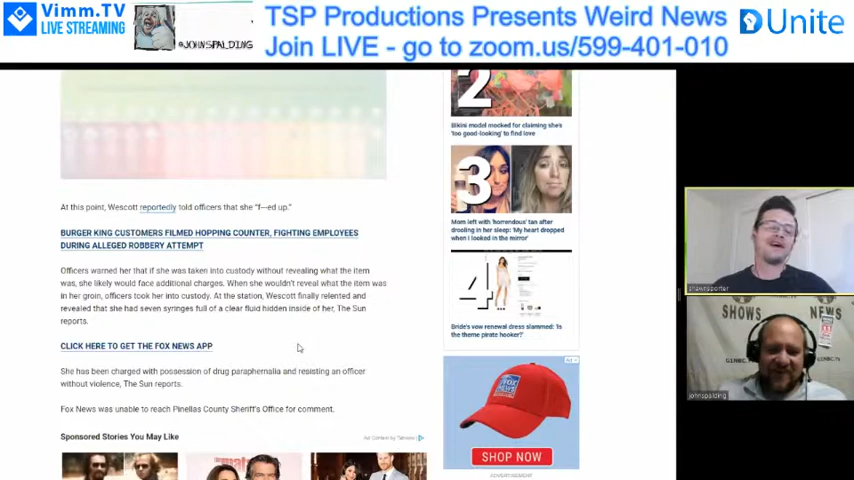 Vimm.TV
LIVE STREAMING
@JOHNSPALDING
TSP Productions Presents Weird News
Join LIVE - go to zoom.us/599-401-010
Unite
At this point, Wescott reportedly told officers that she "f---ed up."
BURGER KING CUSTOMERS FILMED HOPPING COUNTER, FIGHTING EMPLOYEES
DURING ALLEGED ROBBERY ATTEMPT
Officers warned her that if she was taken into custody without revealing what the item
was, she likely would face additional charges. When she wouldn't reveal what the item was
in her groin, officers took her into custody. At the station, Wescott finally relented and
revealed that she had seven syringes full of a clear fluid hidden inside of her, The Sun
reports.
CLICK HERE TO GET THE FOX NEWS APP
She has been charged with possession of drug paraphernalia and resisting an officer
without violence, The Sun reports.
Fox News was unable to reach Pinellas County Sheriff's Office for comment.
Sponsored Stories You May Like
Ad Content by Taboola
2
Bikini model mocked for claiming she's
'too good-looking' to find love
3
Mom left with 'horrendous' tan after
drooling in her sleep: 'My heart dropped
when I looked in the mirror'
4
Bride's vow renewal dress slammed: 'Is
the theme pirate hooker?'
Ad
FOX
NEWS
SHOP NOW
ADVERTISEMENT
shawnsporter
SHOWS
NEWS
johnspalding